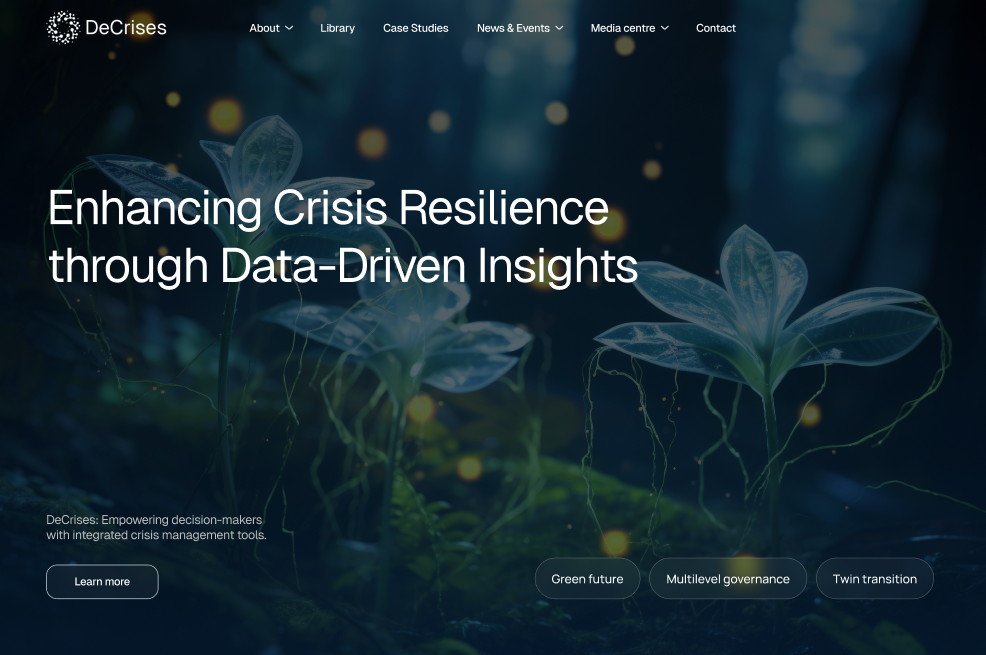 DeCrises
About
Library
Case Studies
News & Events
Media centre
Contact
Enhancing Crisis Resilience
through Data-Driven Insights
DeCrises: Empowering decision-makers
with integrated crisis management tools.
Learn more
Green future
Multilevel governance
Twin transition